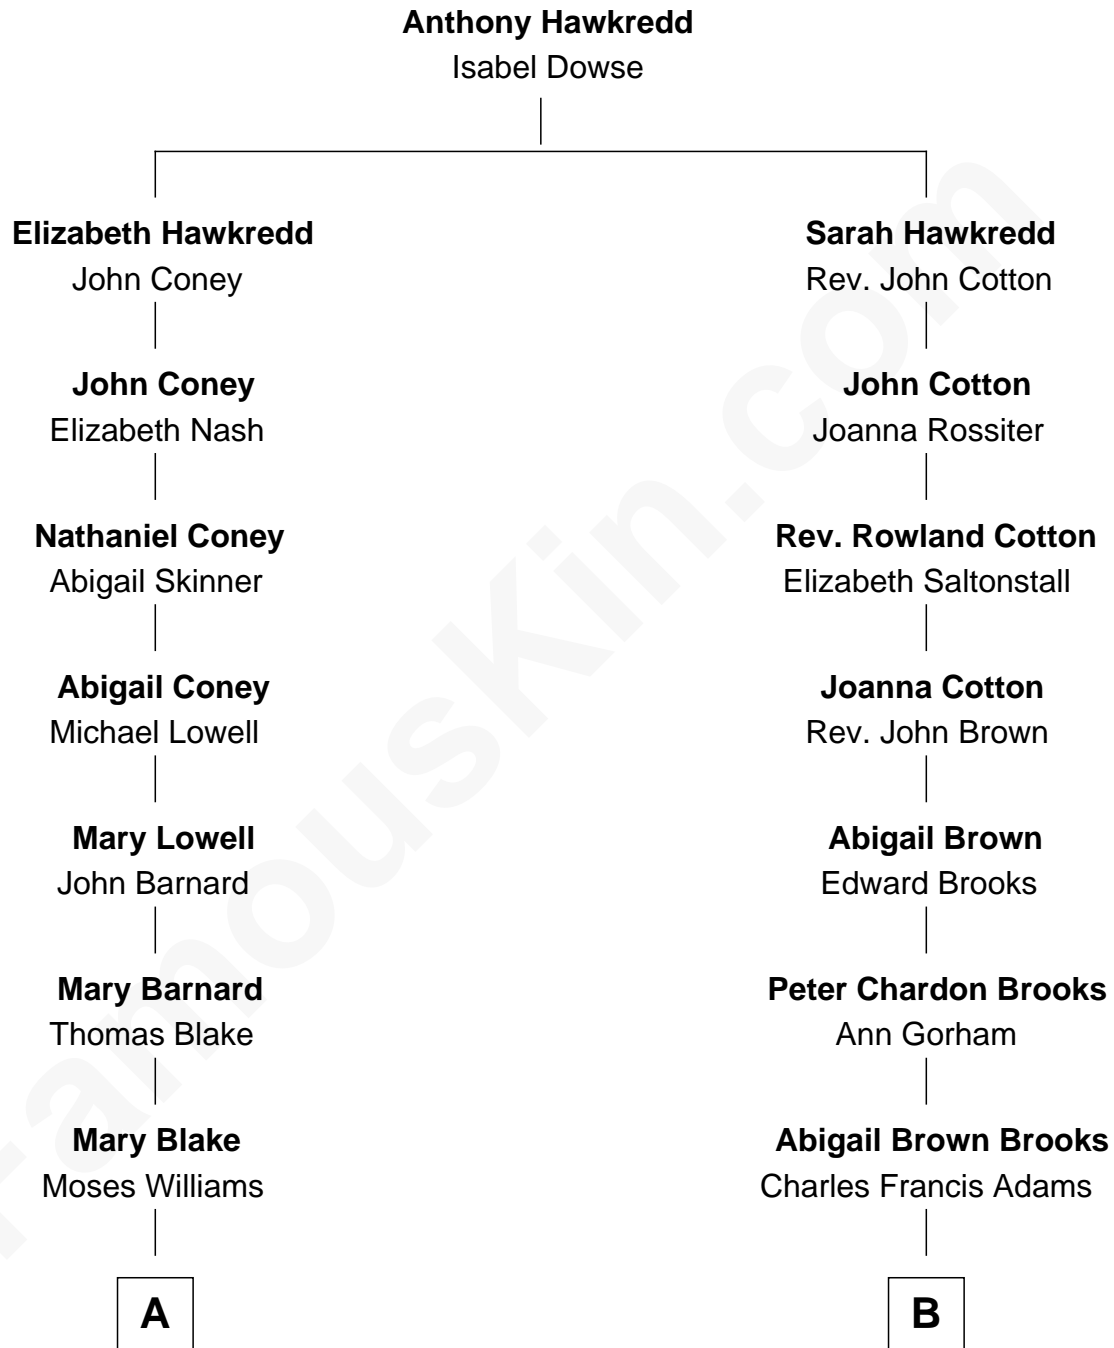 Anthony Hawkredd
Isabel Dowse
Elizabeth Hawkredd
John Coney
Sarah Hawkredd
Rev. John Cotton
John Coney
Elizabeth Nash
John Cotton
Joanna Rossiter
Nathaniel Coney
Abigail Skinner
Rev. Rowland Cotton
Elizabeth Saltonstall
Abigail Coney
Michael Lowell
Joanna Cotton
Rev. John Brown
Mary Lowell
John Barnard
Abigail Brown
Edward Brooks
Mary Barnard
Thomas Blake
Peter Chardon Brooks
Ann Gorham
Mary Blake
Moses Williams
Abigail Brown Brooks
Charles Francis Adams
A
B
FamousKin.com